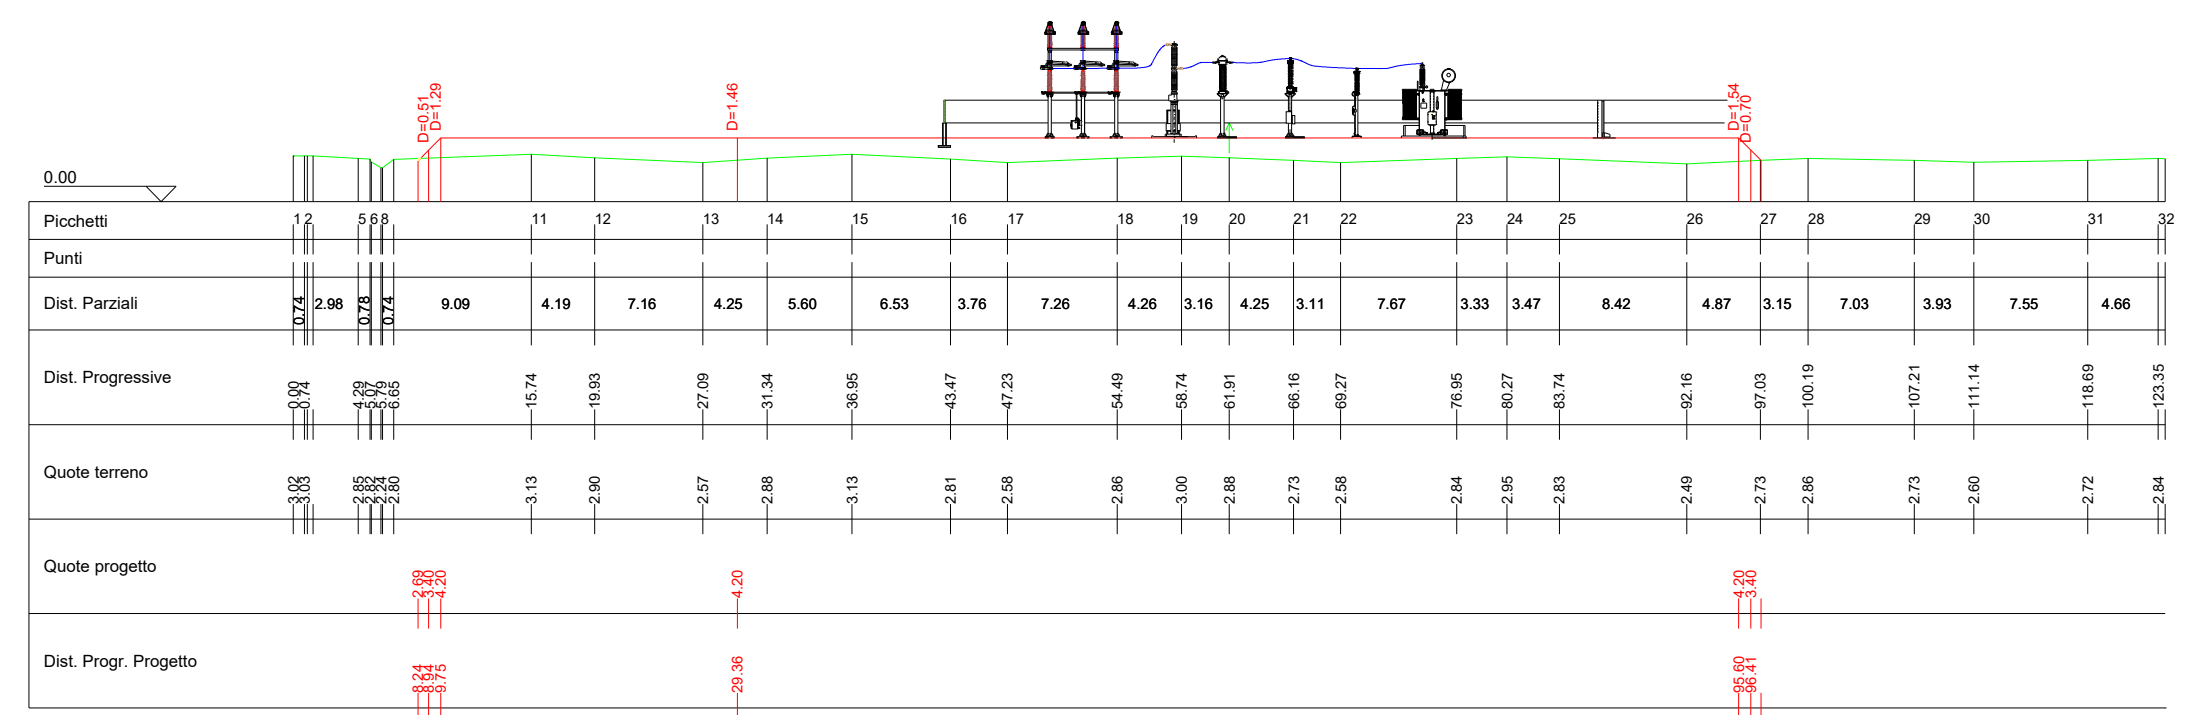 D=0.51
D=1.29
D=1.46
D=1.54
D=0.70
0.00
Picchetti 1 2 5 6 8 11 12 13 14 15 16 17 18 19 20 21 22 23 24 25 26 27 28 29 30 31 32
Punti
Dist. Parziali 0.74 2.98 0.78 0.74 9.09 4.19 7.16 4.25 5.60 6.53 3.76 7.26 4.26 3.16 4.25 3.11 7.67 3.33 3.47 8.42 4.87 3.15 7.03 3.93 7.55 4.66
Dist. Progressive 0.00 0.74 4.29 5.07 5.79 6.65 15.74 19.93 27.09 31.34 36.95 43.47 47.23 54.49 58.74 61.91 66.16 69.27 76.95 80.27 83.74 92.16 97.03 100.19 107.21 111.14 118.69 123.35
Quote terreno 3.02 3.03 2.85 2.82 2.24 2.80 3.13 2.90 2.57 2.88 3.13 2.81 2.58 2.86 3.00 2.88 2.73 2.58 2.84 2.95 2.83 2.49 2.73 2.86 2.73 2.60 2.72 2.84
Quote progetto 2.69 3.40 4.20 4.20 4.20 3.40
Dist. Progr. Progetto 8.24 8.94 9.75 29.36 95.60 96.41